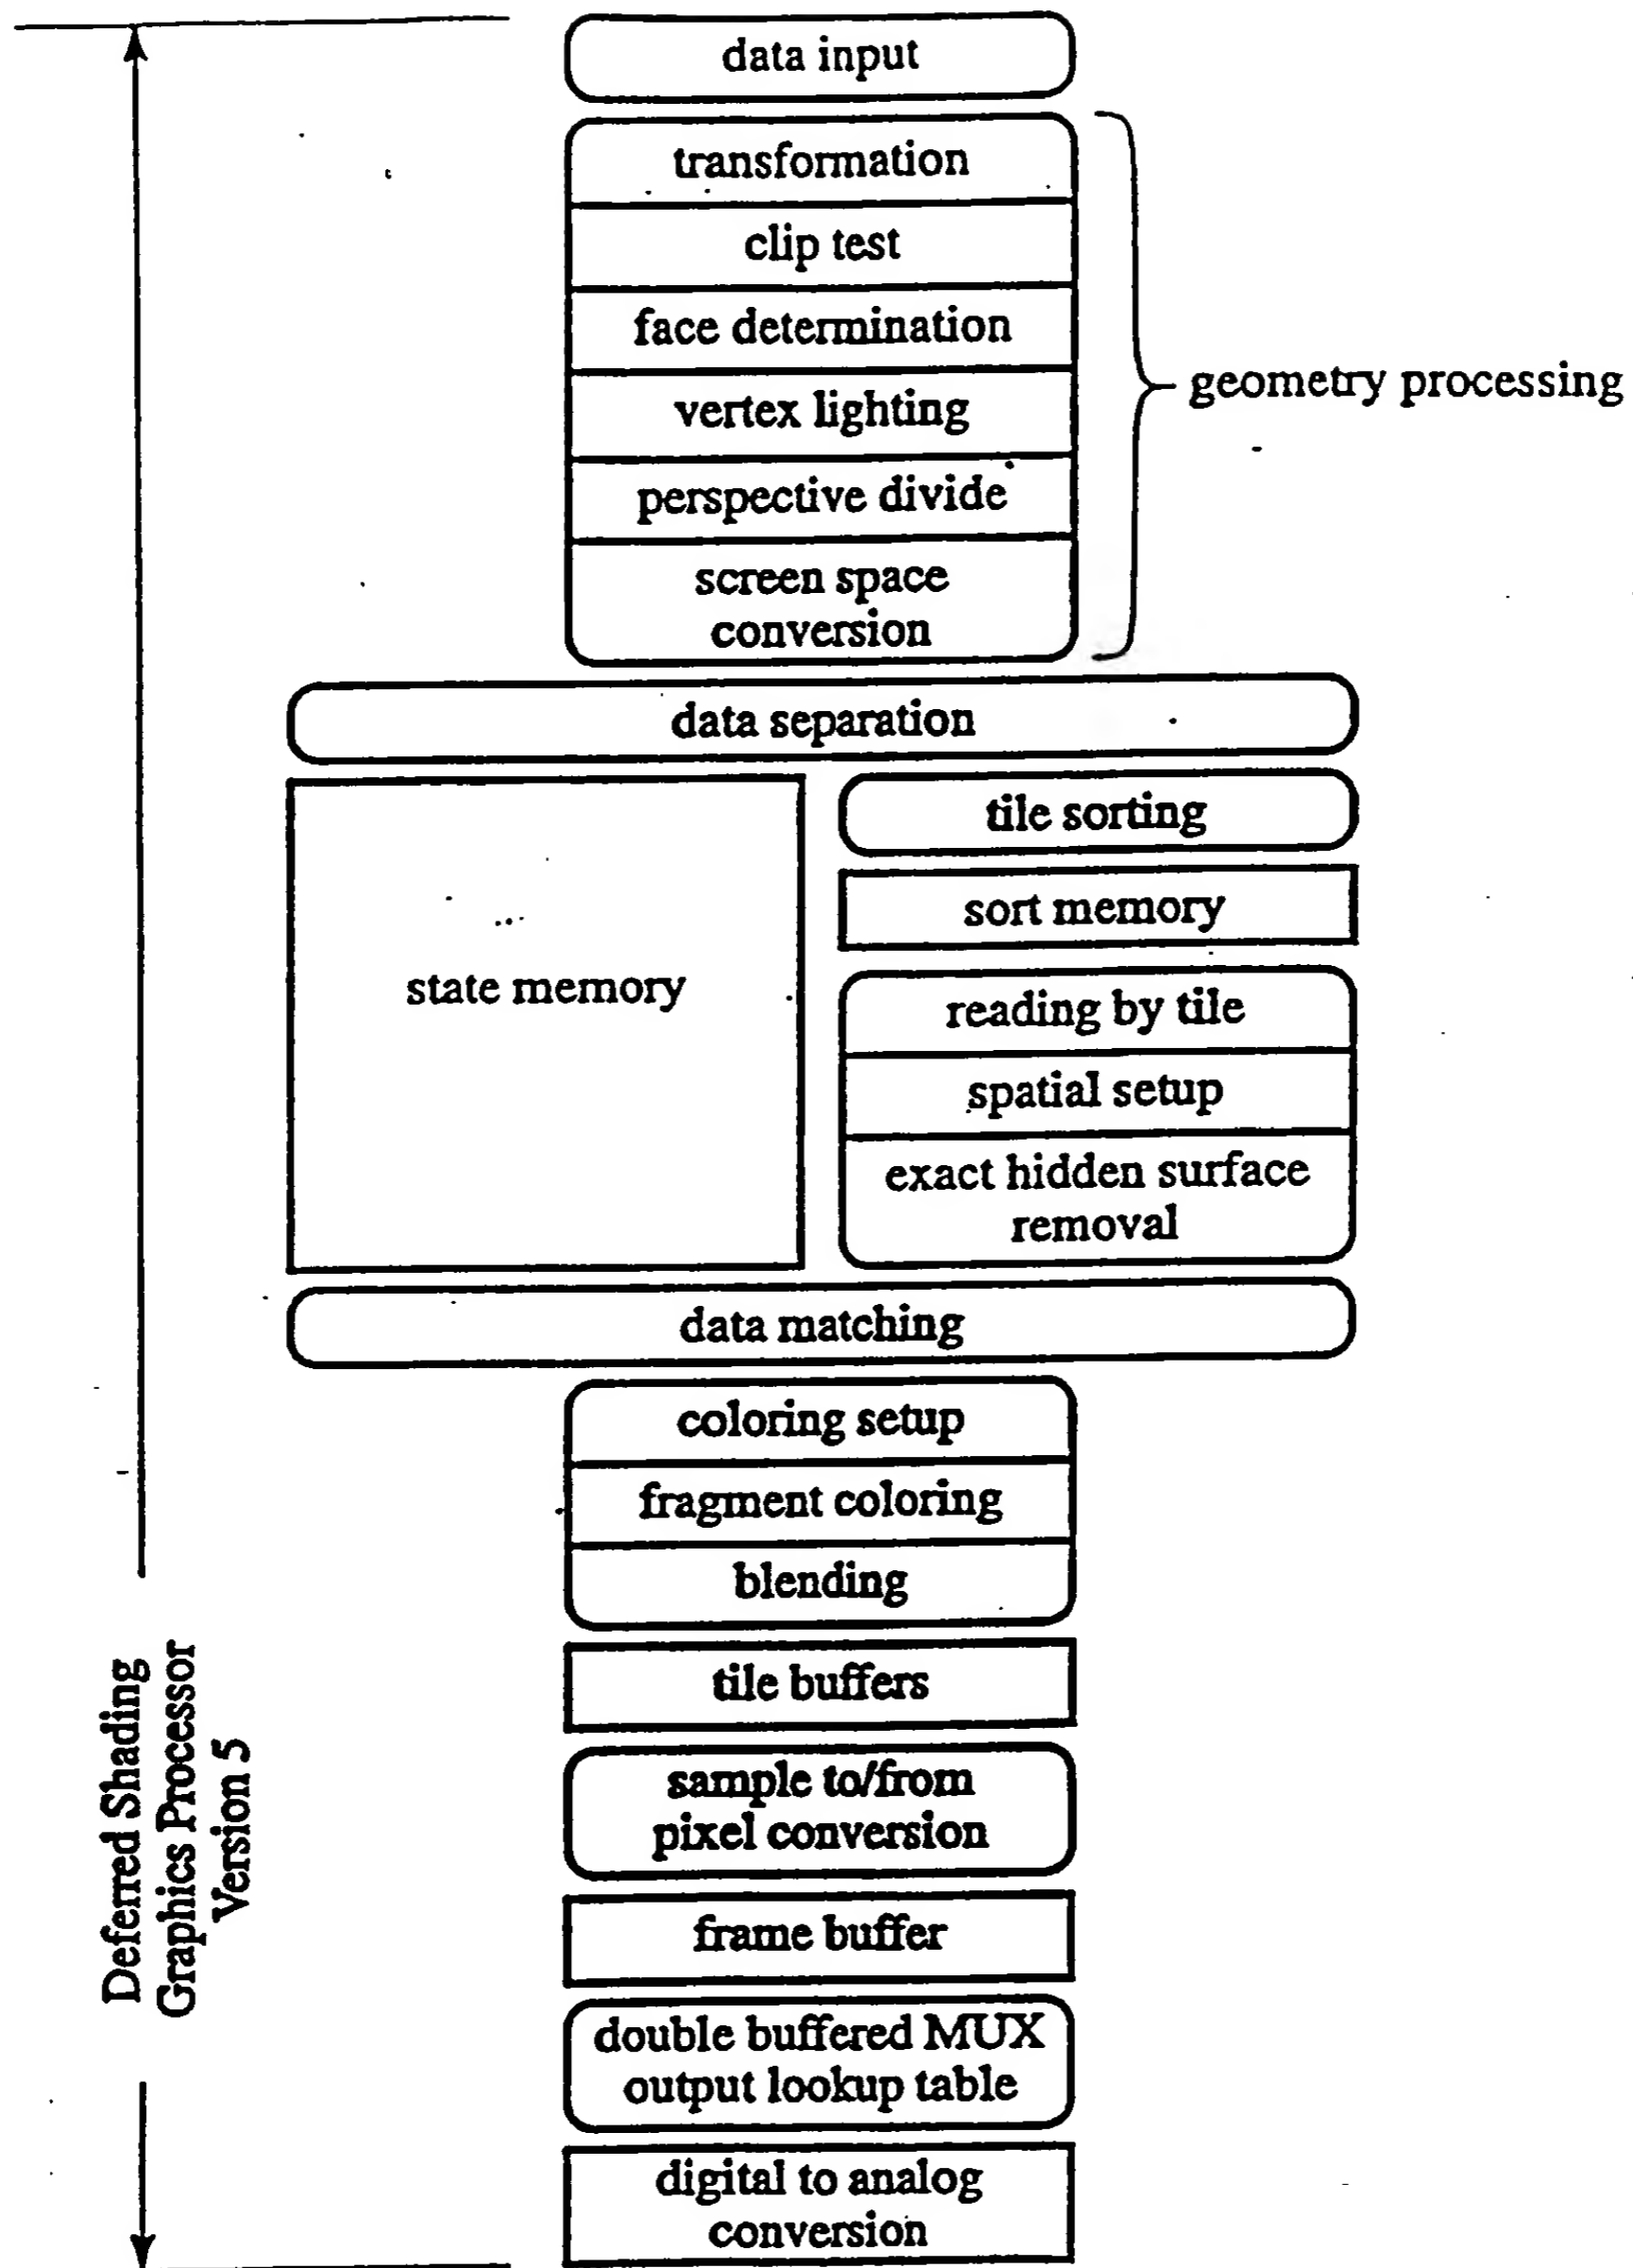 data input
transformation
clip test
face determination
vertex lighting
perspective divide
screen space
conversion
geometry processing
data separation
state memory
tile sorting
sort memory
reading by tile
spatial setup
exact hidden surface
removal
data matching
coloring setup
fragment coloring
blending
tile buffers
sample to/from
pixel conversion
frame buffer
double buffered MUX
output lookup table
digital to analog
conversion
Deferred Shading
Graphics Processor
Version 5